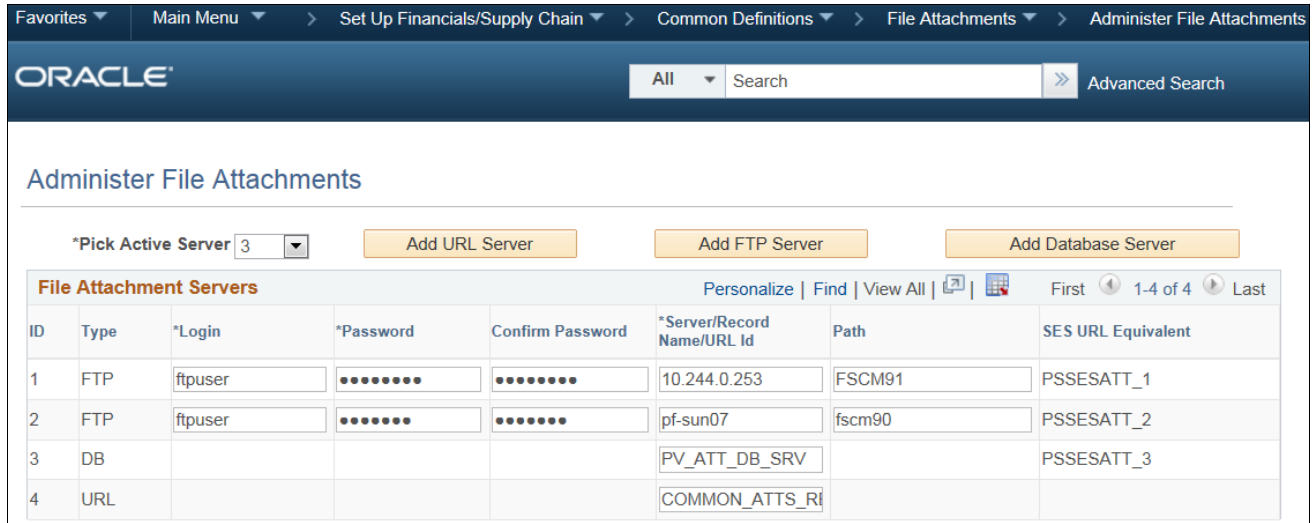 Favorites Main Menu > Set Up Financials/Supply Chain > Common Definitions > File Attachments > Administer File Attachments
ORACLE All Search » Advanced Search
Administer File Attachments
*Pick Active Server 3 Add URL Server Add FTP Server Add Database Server
File Attachment Servers Personalize | Find | View All | | First 1-4 of 4 Last
ID Type *Login *Password Confirm Password *Server/Record Name/URL Id Path SES URL Equivalent
1 FTP ftpuser ●●●●●●●● ●●●●●●●● 10.244.0.253 FSCM91 PSSESATT_1
2 FTP ftpuser ●●●●●●● ●●●●●●● pf-sun07 fscm90 PSSESATT_2
3 DB PV_ATT_DB_SRV PSSESATT_3
4 URL COMMON_ATTS_RE